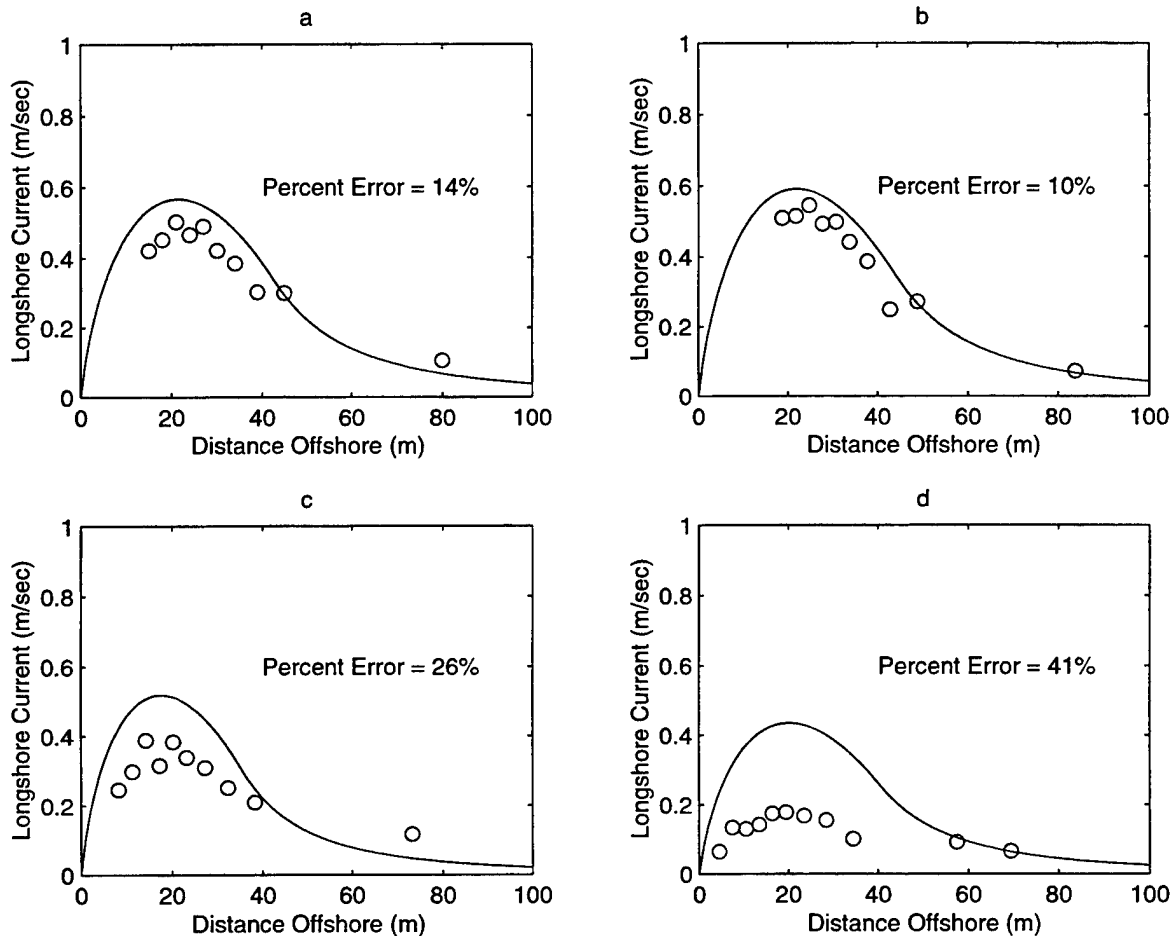 a
1
0.8
0.6
0.4
0.2
0
Longshore Current (m/sec)
Percent Error = 14%
0 20 40 60 80 100
Distance Offshore (m)
b
1
0.8
0.6
0.4
0.2
0
Longshore Current (m/sec)
Percent Error = 10%
0 20 40 60 80 100
Distance Offshore (m)
c
1
0.8
0.6
0.4
0.2
0
Longshore Current (m/sec)
Percent Error = 26%
0 20 40 60 80 100
Distance Offshore (m)
d
1
0.8
0.6
0.4
0.2
0
Longshore Current (m/sec)
Percent Error = 41%
0 20 40 60 80 100
Distance Offshore (m)